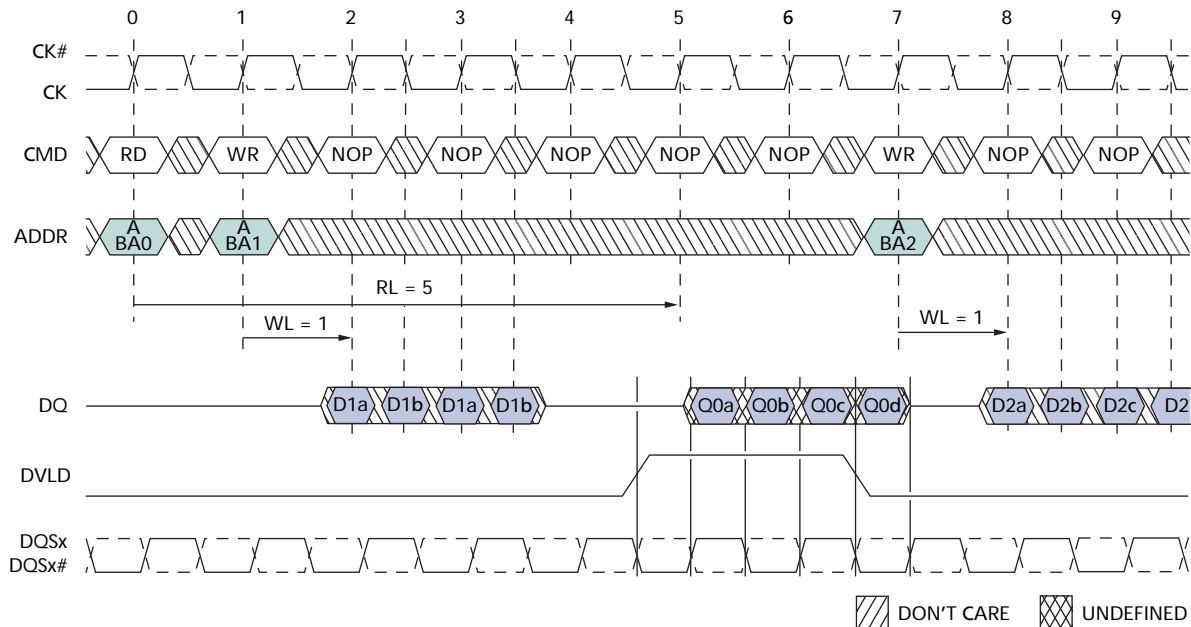 0 1 2 3 4 5 6 7 8 9
CK#
CK
CMD RD WR NOP NOP NOP NOP NOP WR NOP NOP
ADDR A BA0 A BA1 A BA2
RL = 5
WL = 1 WL = 1
DQ D1a D1b D1a D1b Q0a Q0b Q0c Q0d D2a D2b D2c D2
DVLD
DQSx
DQSx#
DON'T CARE UNDEFINED